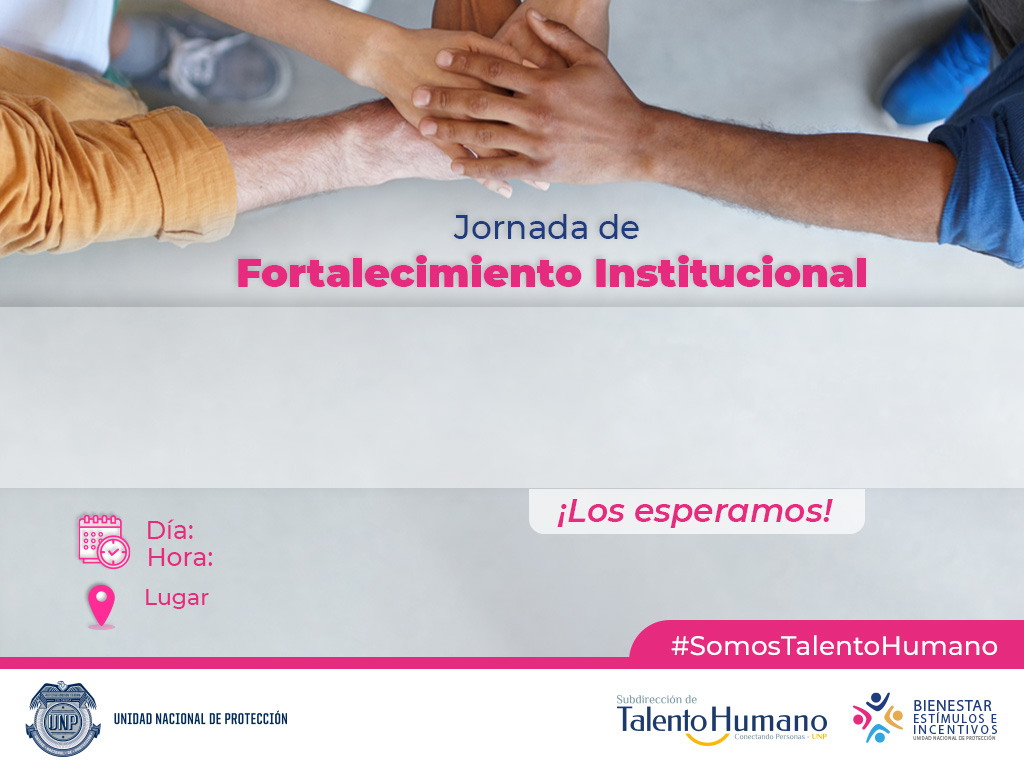 Jornada de
Fortalecimiento Institucional
¡Los esperamos!
Día:
Hora:
Lugar
#SomosTalentoHumano
UNP
UNIDAD NACIONAL DE PROTECCIÓN
Subdirección de
Talento Humano
Conectando Personas - UNP
BIENESTAR
ESTÍMULOS E
INCENTIVOS
UNIDAD NACIONAL DE PROTECCIÓN